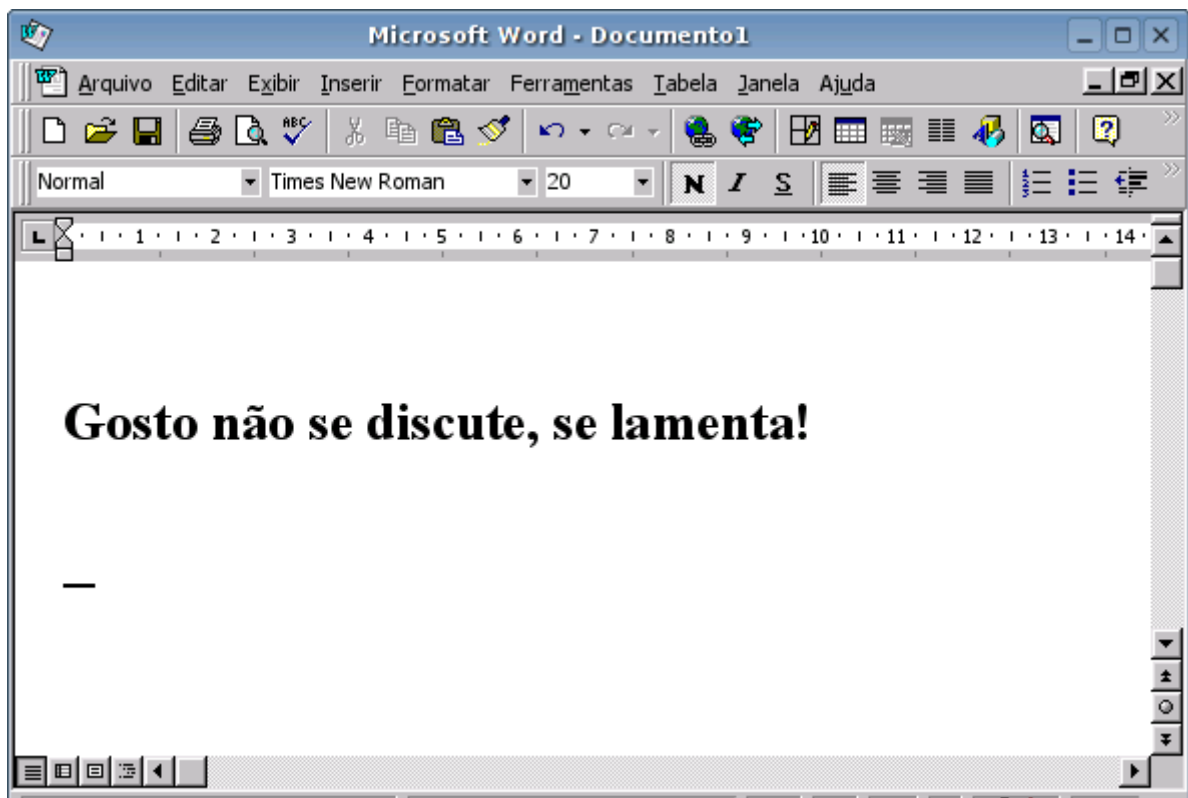 Microsoft Word - Documento1
Arquivo Editar Exibir Inserir Formatar Ferramentas Tabela Janela Ajuda
ABC
Normal Times New Roman 20 N I S
1 2 3 4 5 6 7 8 9 10 11 12 13 14
Gosto não se discute, se lamenta!